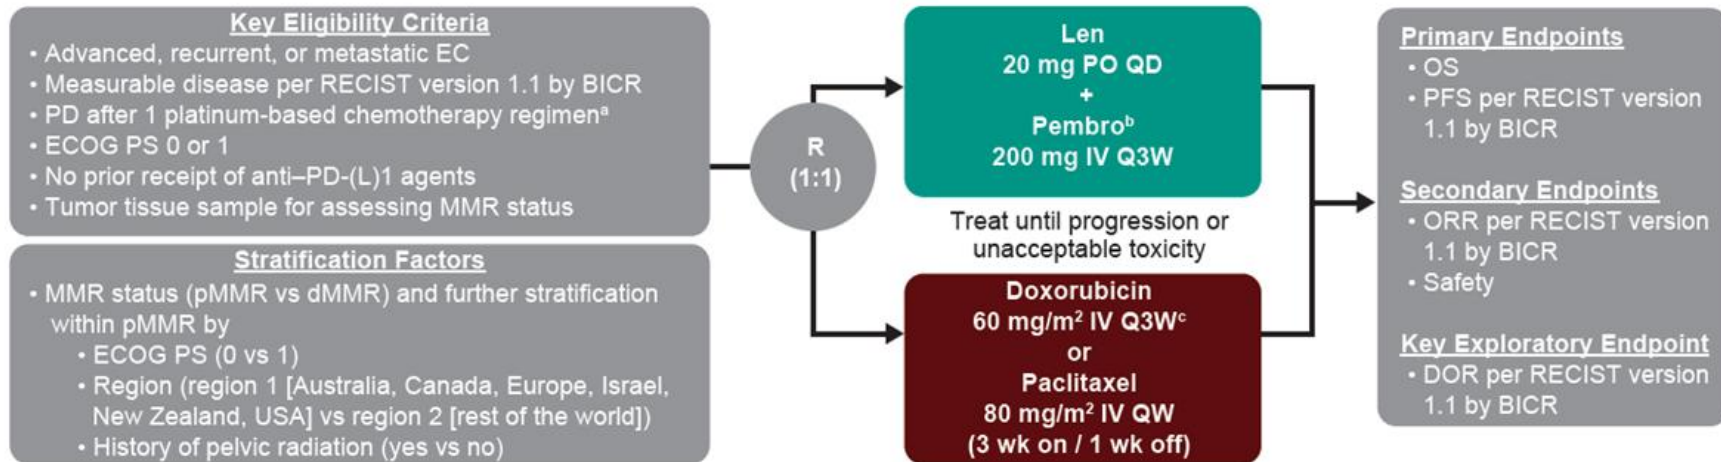 Key Eligibility Criteria
• Advanced, recurrent, or metastatic EC
• Measurable disease per RECIST version 1.1 by BICR
• PD after 1 platinum-based chemotherapy regimenᵃ
• ECOG PS 0 or 1
• No prior receipt of anti–PD-(L)1 agents
• Tumor tissue sample for assessing MMR status
Stratification Factors
• MMR status (pMMR vs dMMR) and further stratification
within pMMR by
• ECOG PS (0 vs 1)
• Region (region 1 [Australia, Canada, Europe, Israel,
New Zealand, USA] vs region 2 [rest of the world])
• History of pelvic radiation (yes vs no)
R
(1:1)
Len
20 mg PO QD
+
Pembroᵇ
200 mg IV Q3W
Treat until progression or
unacceptable toxicity
Doxorubicin
60 mg/m² IV Q3Wᶜ
or
Paclitaxel
80 mg/m² IV QW
(3 wk on / 1 wk off)
Primary Endpoints
• OS
• PFS per RECIST version
1.1 by BICR
Secondary Endpoints
• ORR per RECIST version
1.1 by BICR
• Safety
Key Exploratory Endpoint
• DOR per RECIST version
1.1 by BICR